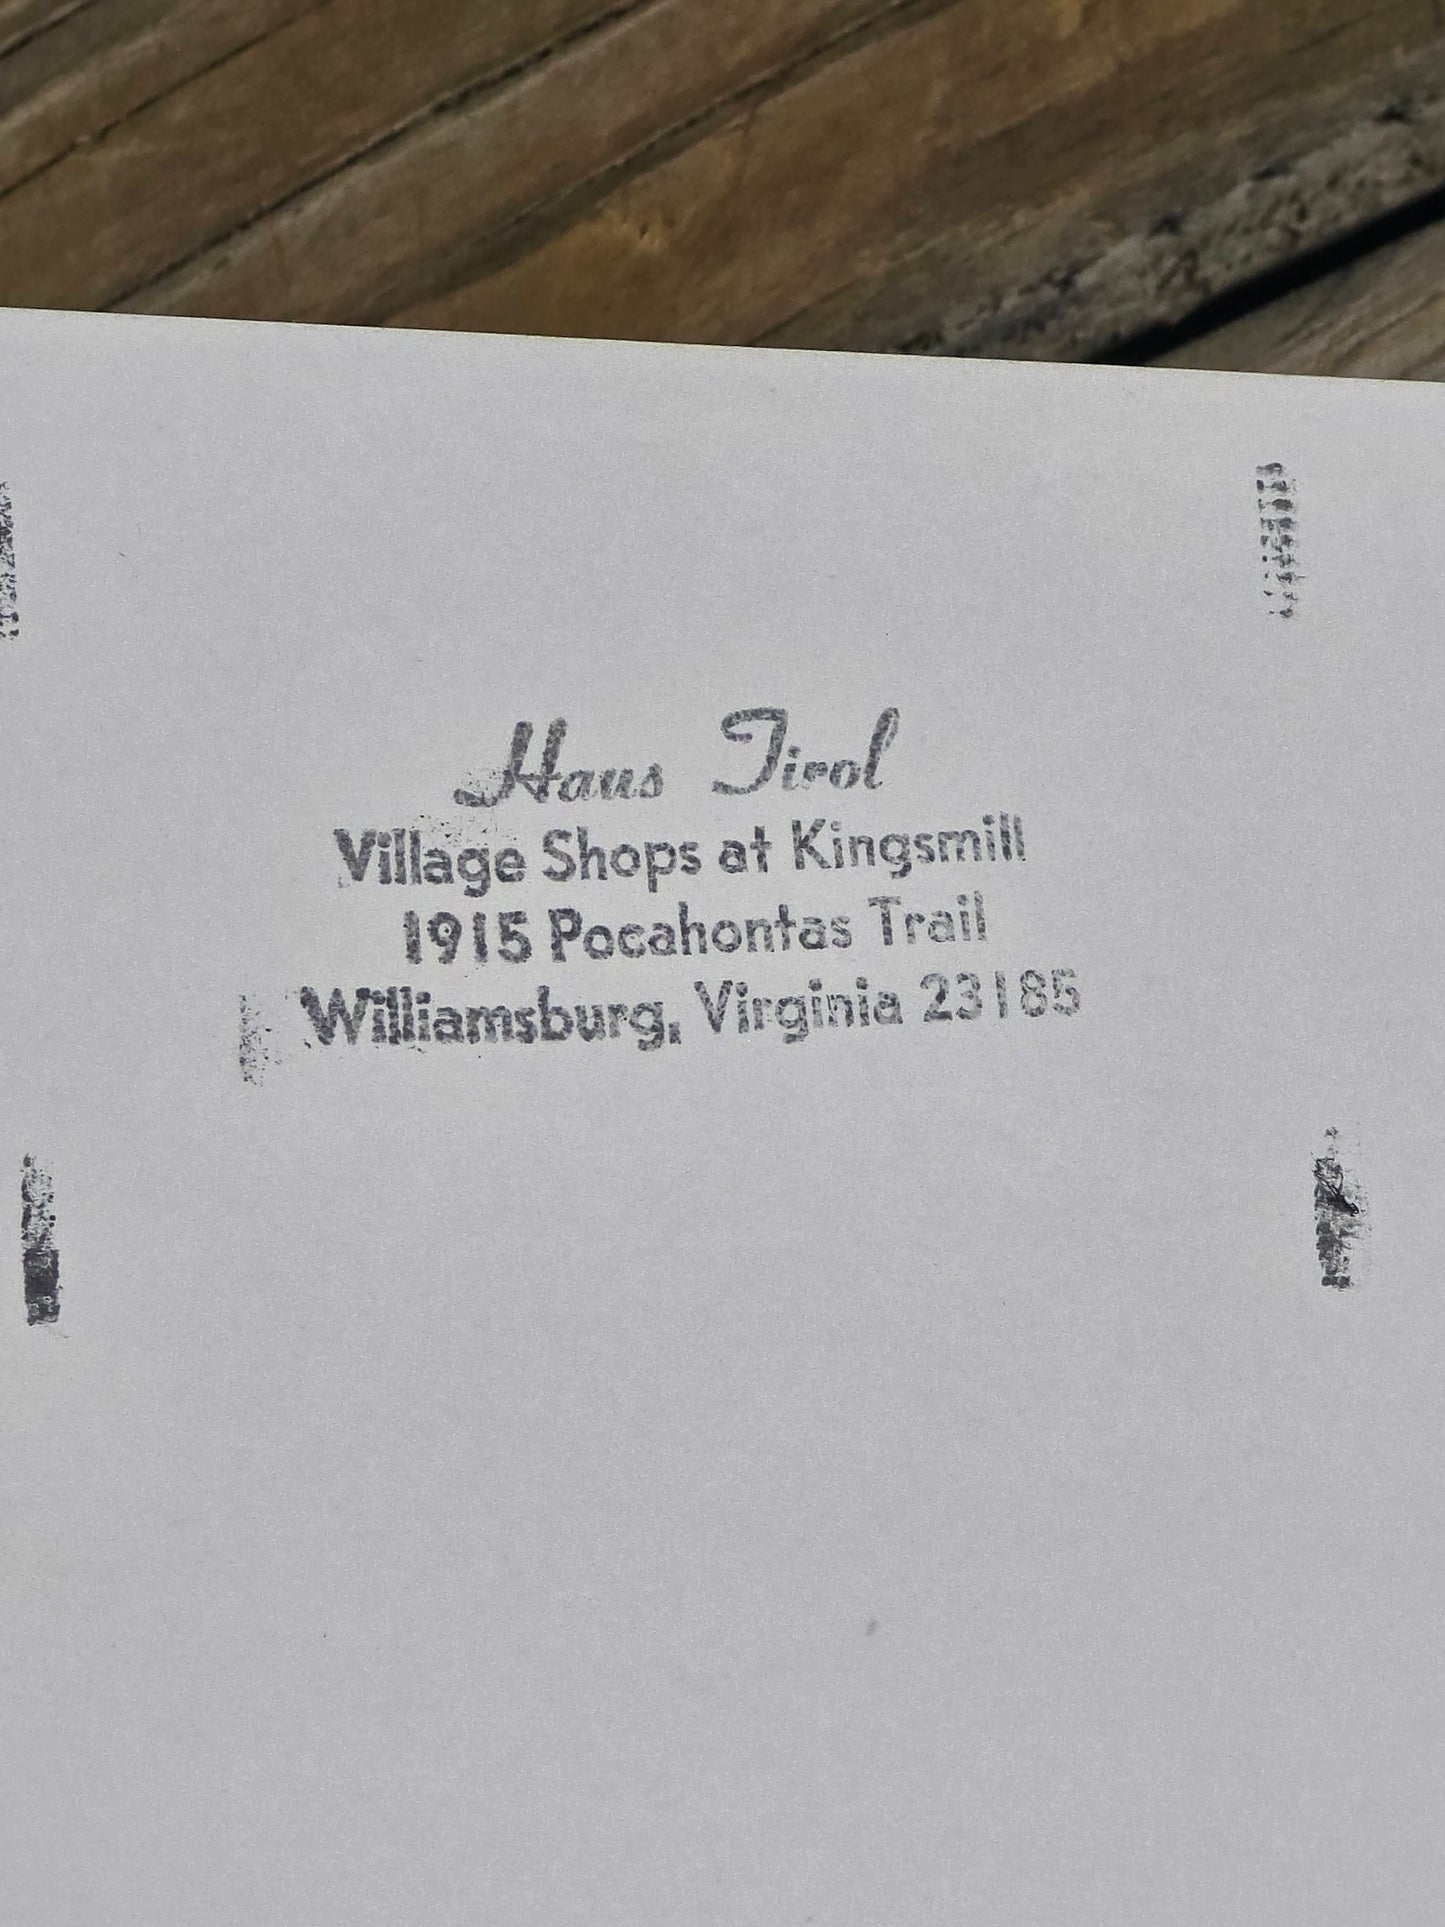 Haus Tirol
Village Shops at Kingsmill
1915 Pocahontas Trail
Williamsburg, Virginia 23185